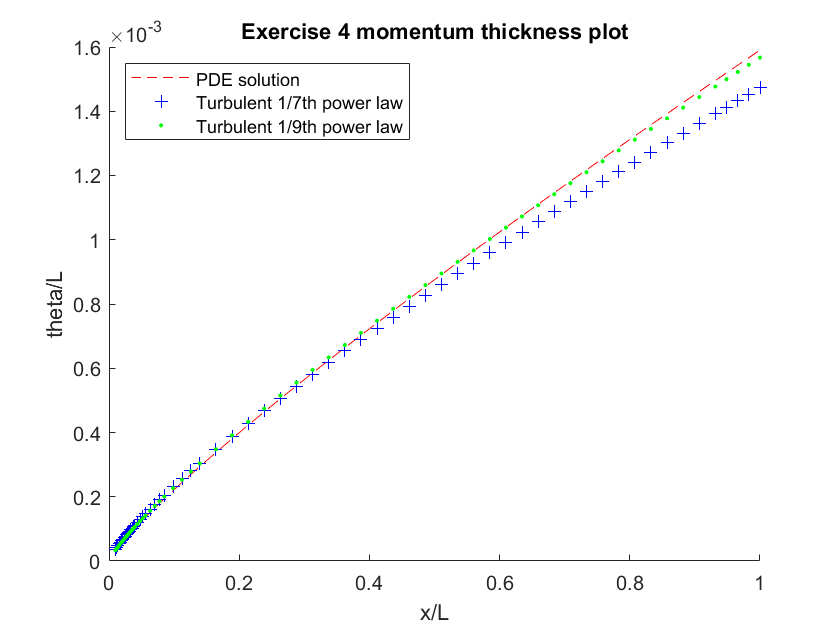 Exercise 4 momentum thickness plot
×10^-3
PDE solution
Turbulent 1/7th power law
Turbulent 1/9th power law
1.6
1.4
1.2
1
0.8
0.6
0.4
0.2
0
theta/L
0 0.2 0.4 0.6 0.8 1
x/L